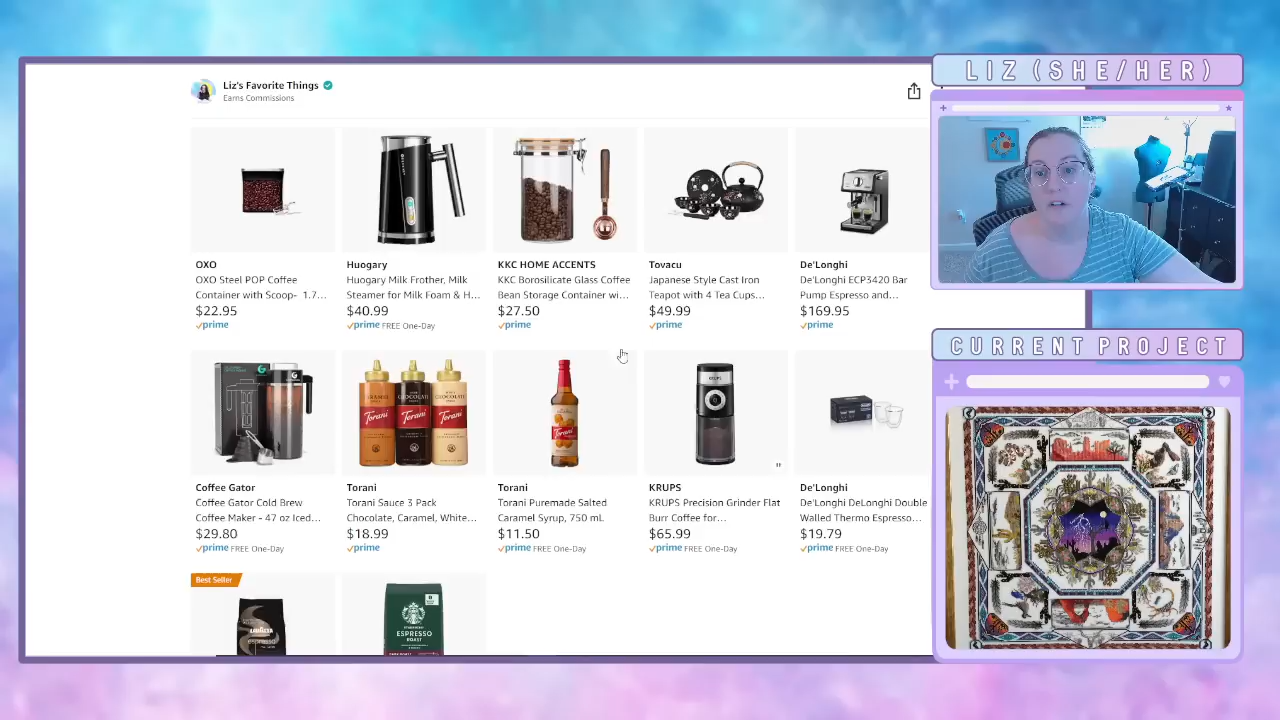 Liz's Favorite Things
Earns Commissions
LIZ (SHE/HER)
OXO
OXO Steel POP Coffee
Container with Scoop- 1.7...
$22.95
prime
Huogary
Huogary Milk Frother, Milk
Steamer for Milk Foam & H...
$40.99
prime FREE One-Day
KKC HOME ACCENTS
KKC Borosilicate Glass Coffee
Bean Storage Container wi...
$27.50
prime
Tovacu
Japanese Style Cast Iron
Teapot with 4 Tea Cups...
$49.99
prime
De'Longhi
De'Longhi ECP3420 Bar
Pump Espresso and...
$169.95
prime
CURRENT PROJECT
Torani
Torani
Torani
Torani
KRUPS
Coffee Gator
Coffee Gator Cold Brew
Coffee Maker - 47 oz Iced...
$29.80
prime FREE One-Day
Torani
Torani Sauce 3 Pack
Chocolate, Caramel, White...
$18.99
prime
Torani
Torani Puremade Salted
Caramel Syrup, 750 mL
$11.50
prime FREE One-Day
KRUPS
KRUPS Precision Grinder Flat
Burr Coffee for...
$65.99
prime FREE One-Day
De'Longhi
De'Longhi DeLonghi Double
Walled Thermo Espresso...
$19.79
prime FREE One-Day
Best Seller
LAVAZZA
ESPRESSO
ROAST